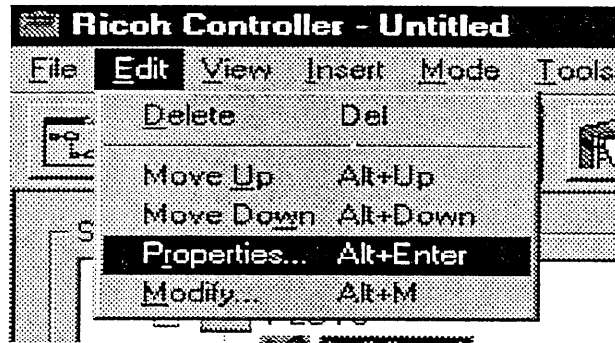 Ricoh Controller - Untitled
File Edit View Insert Mode Tools
Delete Del
Move Up Alt+Up
Move Down Alt+Down
Properties... Alt+Enter
Modify... Alt+M